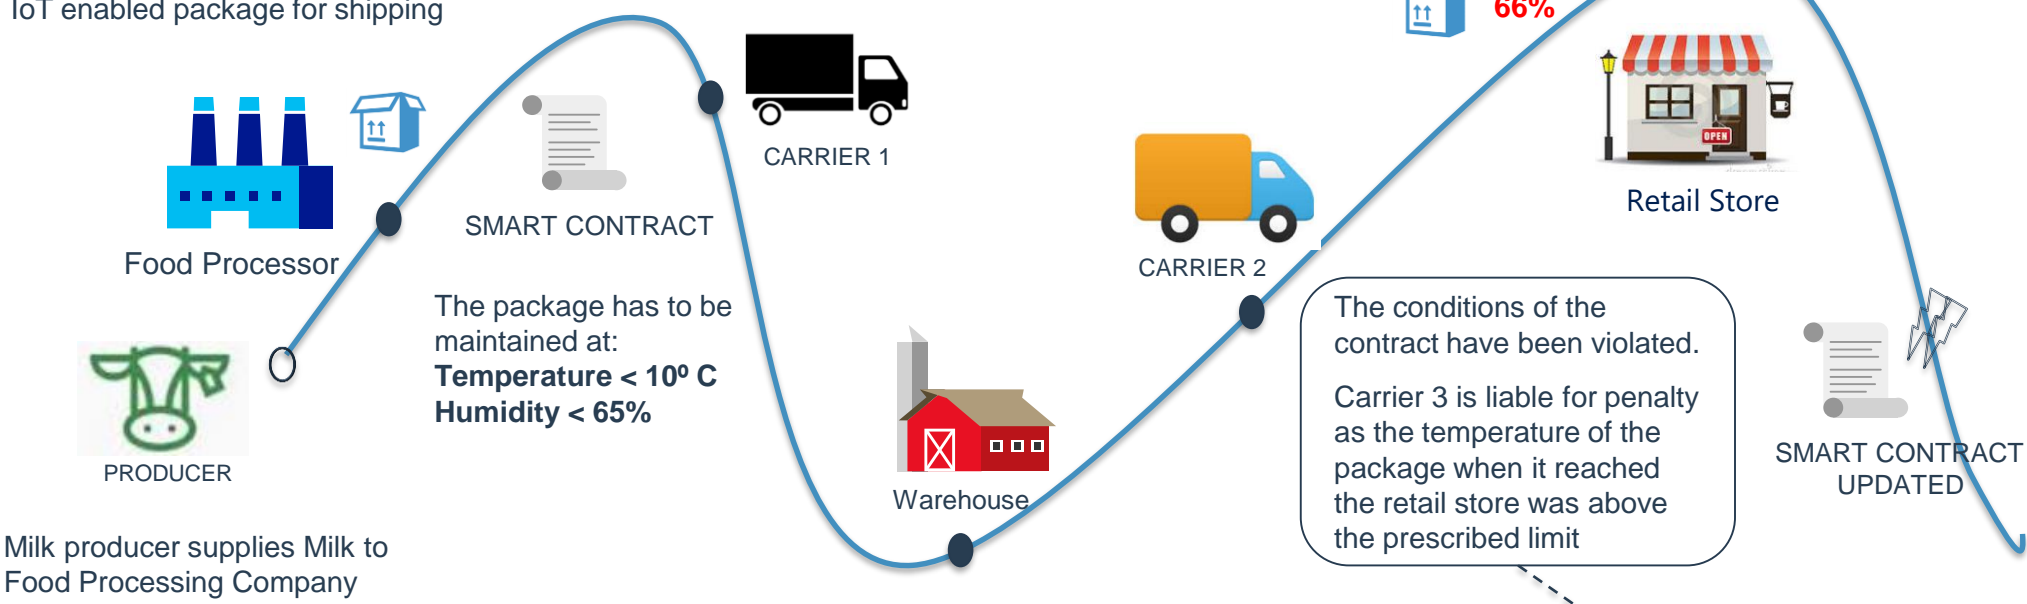 IoT enabled package for shipping
66%
CARRIER 1
SMART CONTRACT
Food Processor
The package has to be
maintained at:
Temperature < 10º C
Humidity < 65%
PRODUCER
Milk producer supplies Milk to
Food Processing Company
Warehouse
CARRIER 2
OPEN
Retail Store
The conditions of the
contract have been violated.
Carrier 3 is liable for penalty
as the temperature of the
package when it reached
the retail store was above
the prescribed limit
SMART CONTRACT
UPDATED